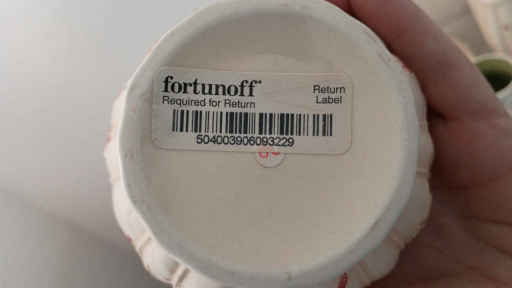 fortunoff
Required for Return
Return
Label
504003906093229